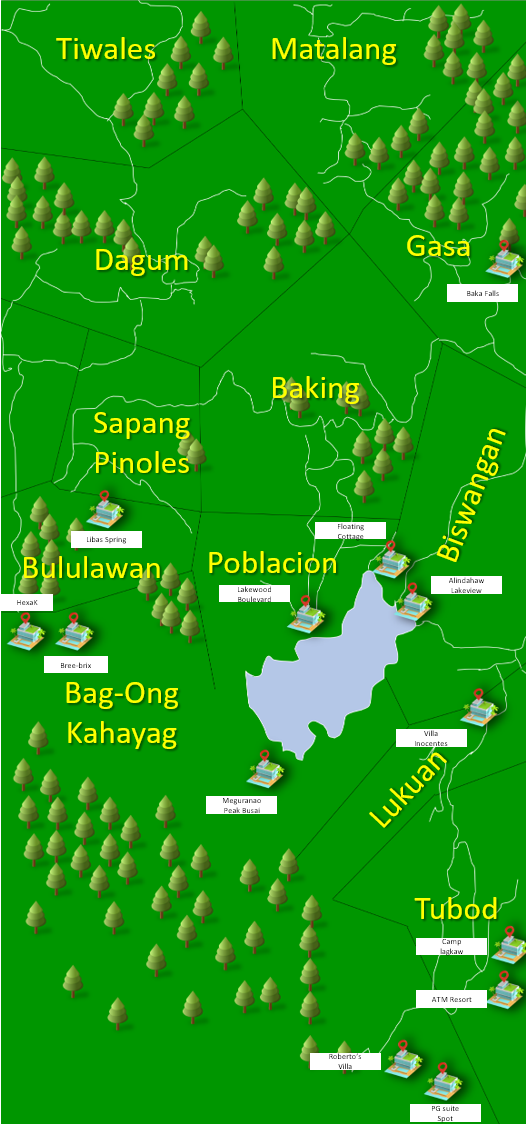 Tiwales
Matalang
Gasa
Dagum
Baka Falls
Baking
Sapang
Pinoles
Biswangan
Libas Spring
Floating
Cottage
Poblacion
Bululawan
Alindahaw
Lakeview
Lakewood
Boulevard
HexaK
Bree-brix
Bag-Ong
Kahayag
Villa
Inocentes
Lukuan
Meguranao
Peak Busai
Tubod
Camp
lagkaw
ATM Resort
Roberto's
Villa
PG suite
Spot